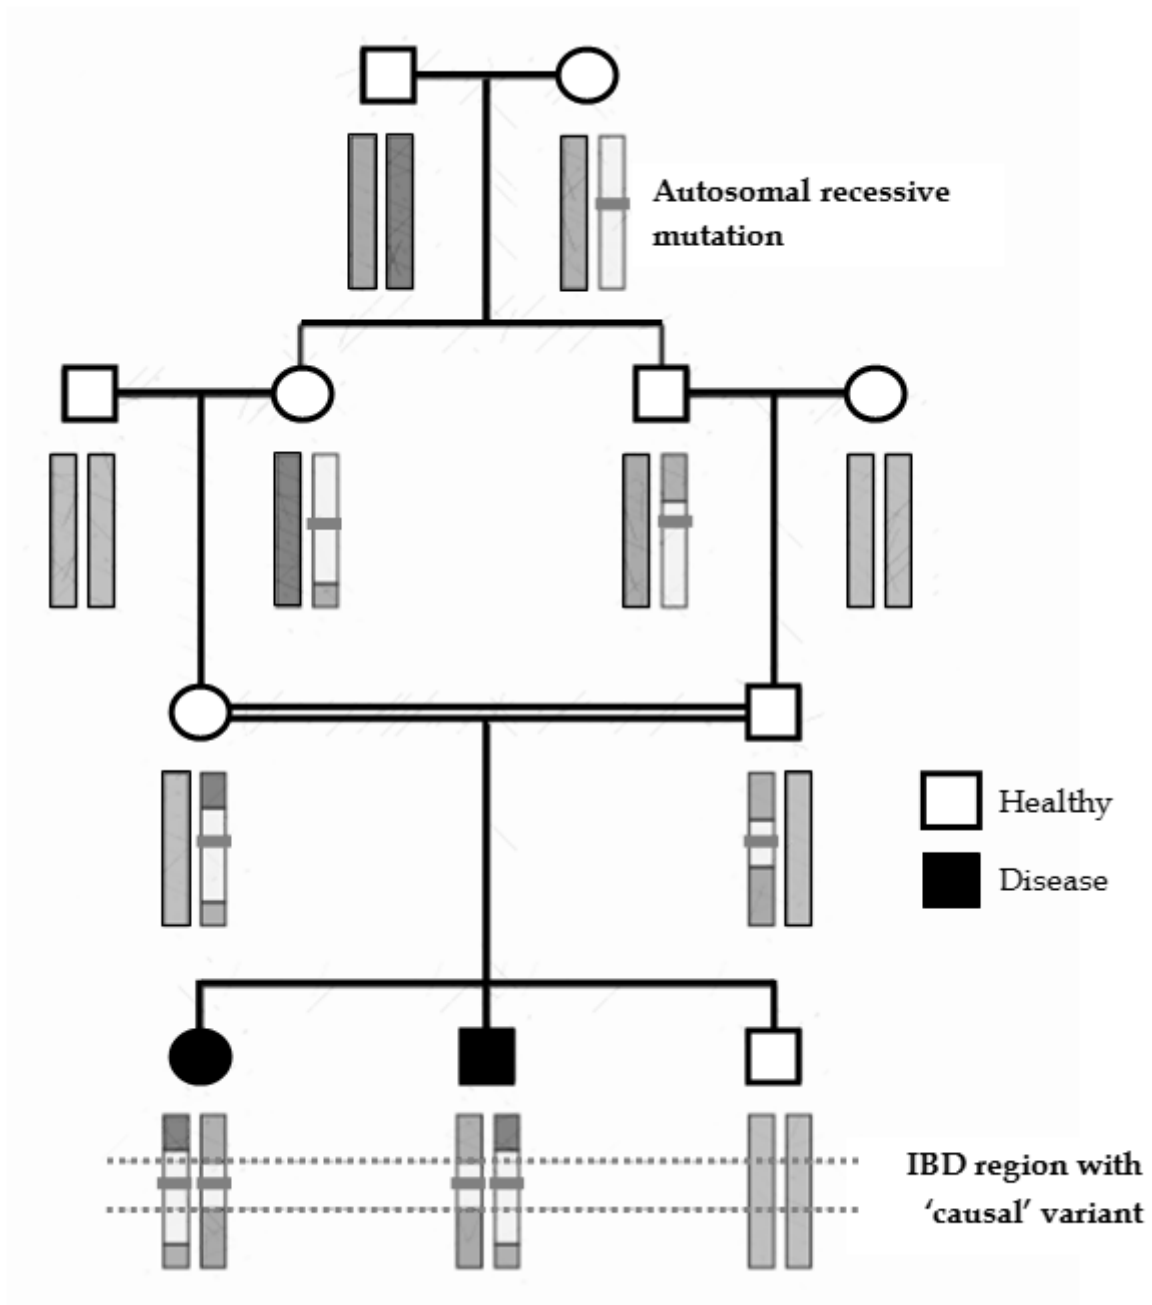 Autosomal recessive
mutation
Healthy
Disease
IBD region with
‘causal’ variant